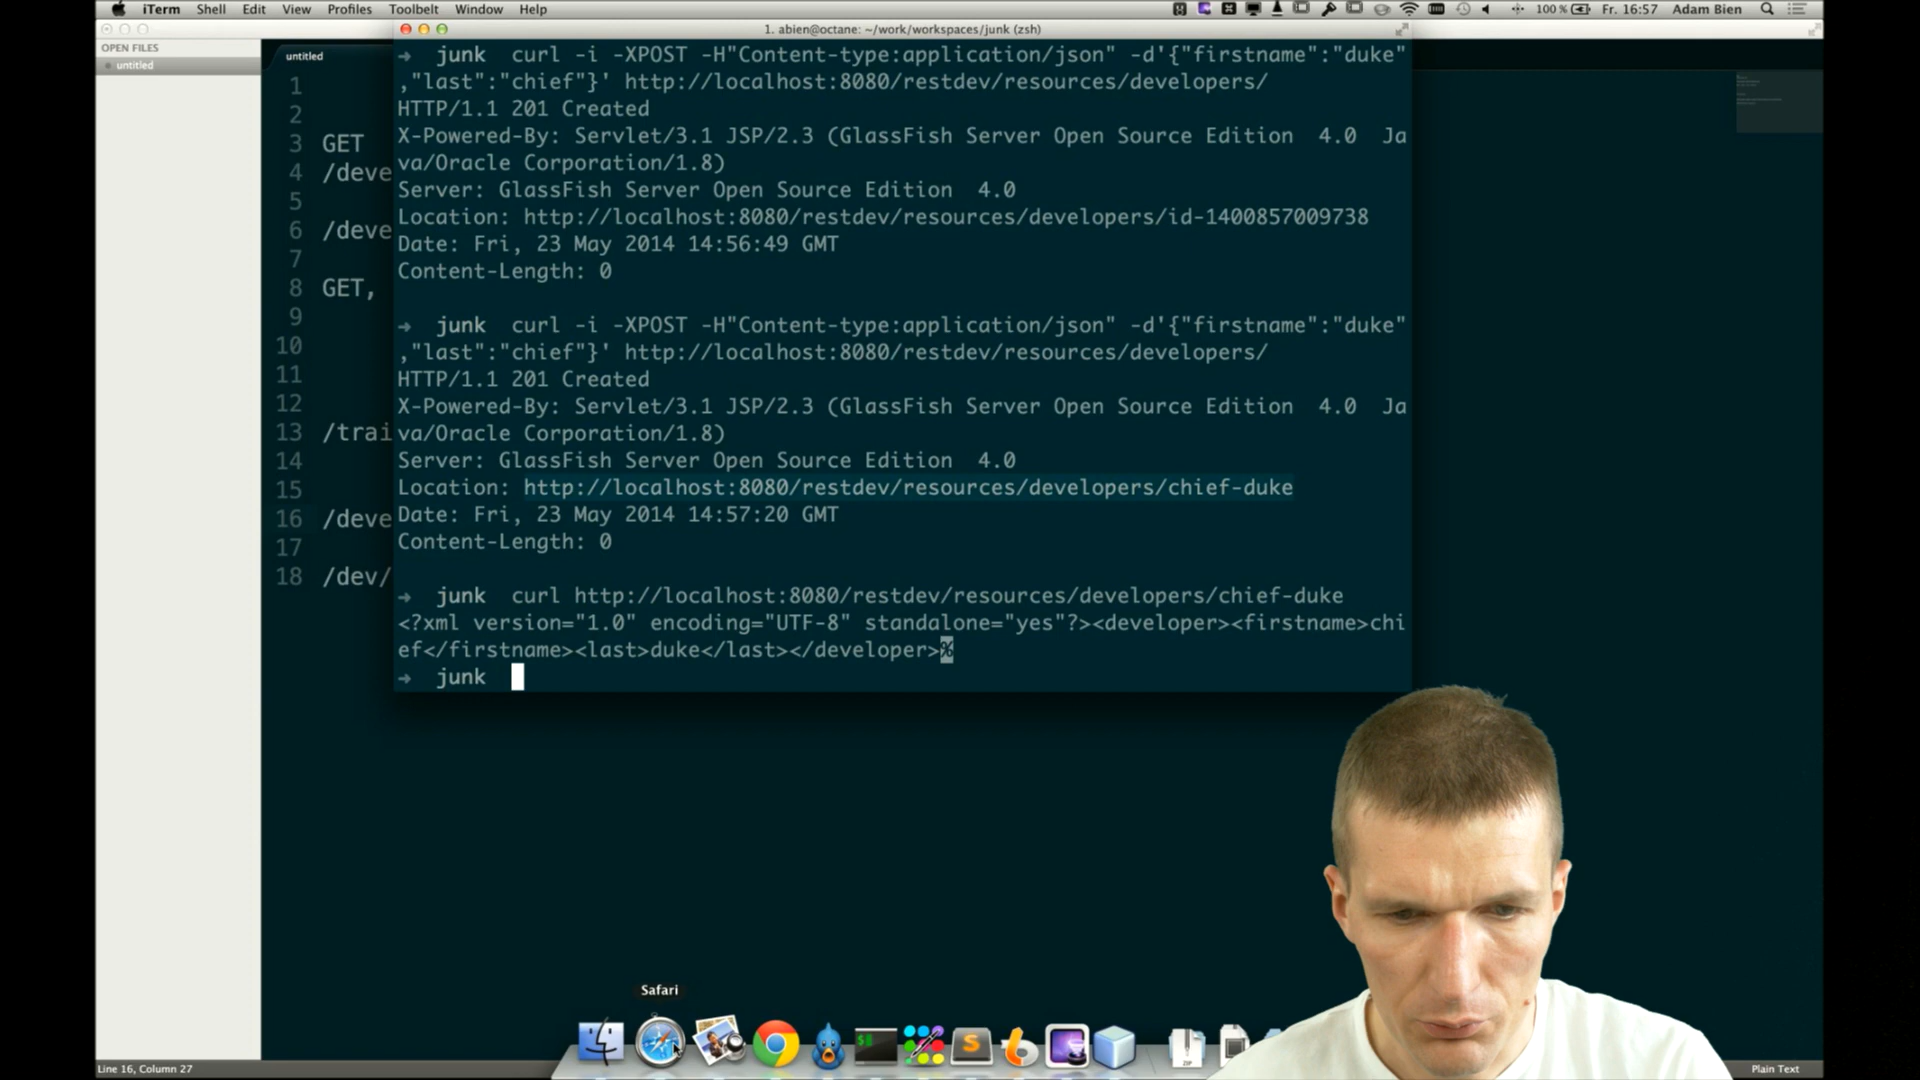 iTerm Shell Edit View Profiles Toolbelt Window Help 100% Fr. 16:57 Adam Bien
1. abien@octane: ~/work/workspaces/junk (zsh)
OPEN FILES
untitled
untitled
1
2
3 GET
4 /deve
5
6 /deve
7
8 GET,
9
10
11
12
13 /trai
14
15
16 /deve
17
18 /dev/
→ junk curl -i -XPOST -H"Content-type:application/json" -d'{"firstname":"duke"
,"last":"chief"}' http://localhost:8080/restdev/resources/developers/
HTTP/1.1 201 Created
X-Powered-By: Servlet/3.1 JSP/2.3 (GlassFish Server Open Source Edition 4.0 Ja
va/Oracle Corporation/1.8)
Server: GlassFish Server Open Source Edition 4.0
Location: http://localhost:8080/restdev/resources/developers/id-1400857009738
Date: Fri, 23 May 2014 14:56:49 GMT
Content-Length: 0
→ junk curl -i -XPOST -H"Content-type:application/json" -d'{"firstname":"duke"
,"last":"chief"}' http://localhost:8080/restdev/resources/developers/
HTTP/1.1 201 Created
X-Powered-By: Servlet/3.1 JSP/2.3 (GlassFish Server Open Source Edition 4.0 Ja
va/Oracle Corporation/1.8)
Server: GlassFish Server Open Source Edition 4.0
Location: http://localhost:8080/restdev/resources/developers/chief-duke
Date: Fri, 23 May 2014 14:57:20 GMT
Content-Length: 0
→ junk curl http://localhost:8080/restdev/resources/developers/chief-duke
<?xml version="1.0" encoding="UTF-8" standalone="yes"?><developer><firstname>chi
ef</firstname><last>duke</last></developer>%
→ junk
Safari
Line 16, Column 27
Plain Text